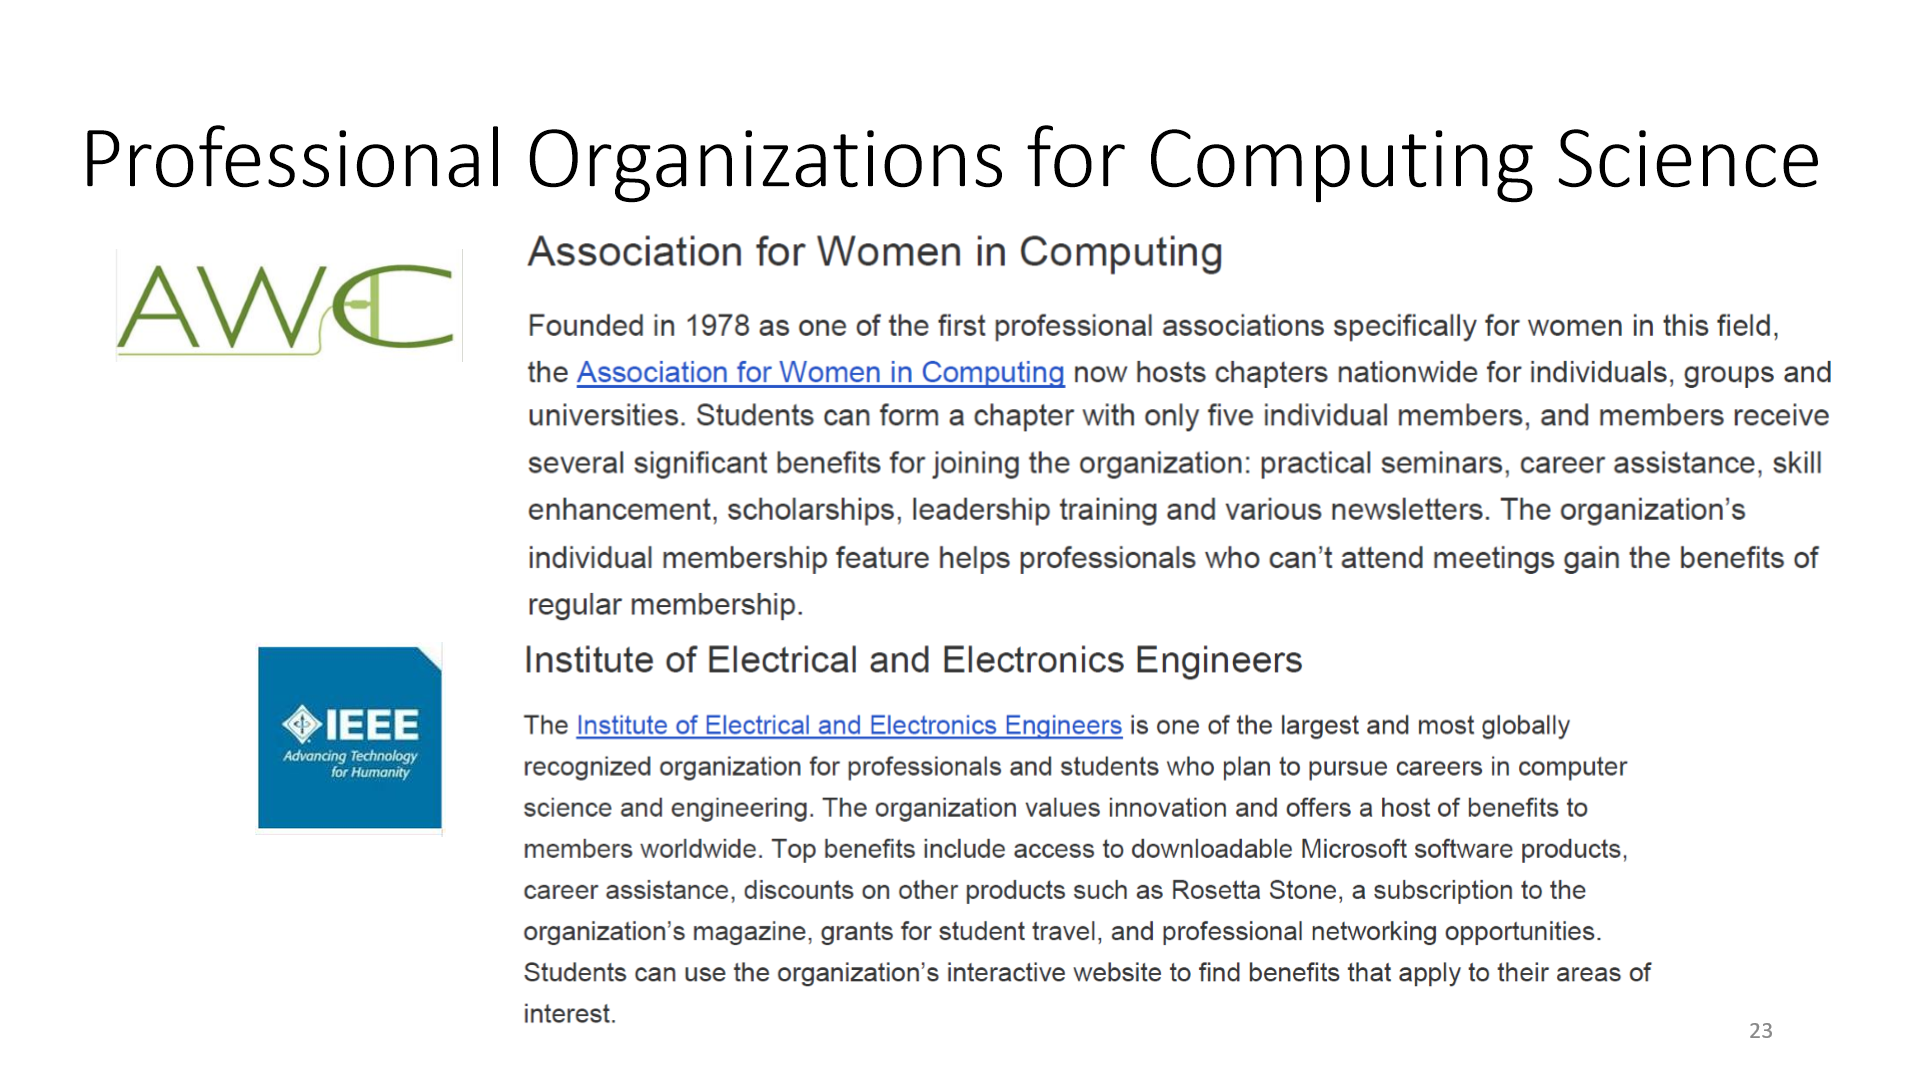 Professional Organizations for Computing Science
AWC
Association for Women in Computing
Founded in 1978 as one of the first professional associations specifically for women in this field,
the Association for Women in Computing now hosts chapters nationwide for individuals, groups and
universities. Students can form a chapter with only five individual members, and members receive
several significant benefits for joining the organization: practical seminars, career assistance, skill
enhancement, scholarships, leadership training and various newsletters. The organization’s
individual membership feature helps professionals who can’t attend meetings gain the benefits of
regular membership.
IEEE
Advancing Technology
for Humanity
Institute of Electrical and Electronics Engineers
The Institute of Electrical and Electronics Engineers is one of the largest and most globally
recognized organization for professionals and students who plan to pursue careers in computer
science and engineering. The organization values innovation and offers a host of benefits to
members worldwide. Top benefits include access to downloadable Microsoft software products,
career assistance, discounts on other products such as Rosetta Stone, a subscription to the
organization’s magazine, grants for student travel, and professional networking opportunities.
Students can use the organization’s interactive website to find benefits that apply to their areas of
interest.
23